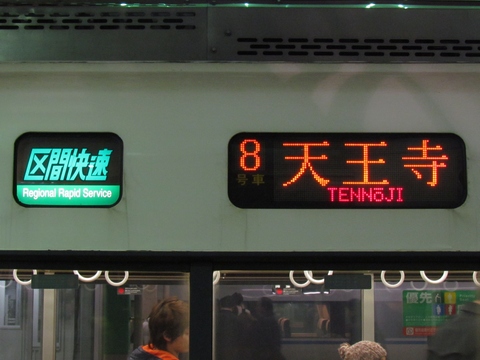 区間快速
Regional Rapid Service
8
号車
天王寺
TENNŌJI
優先